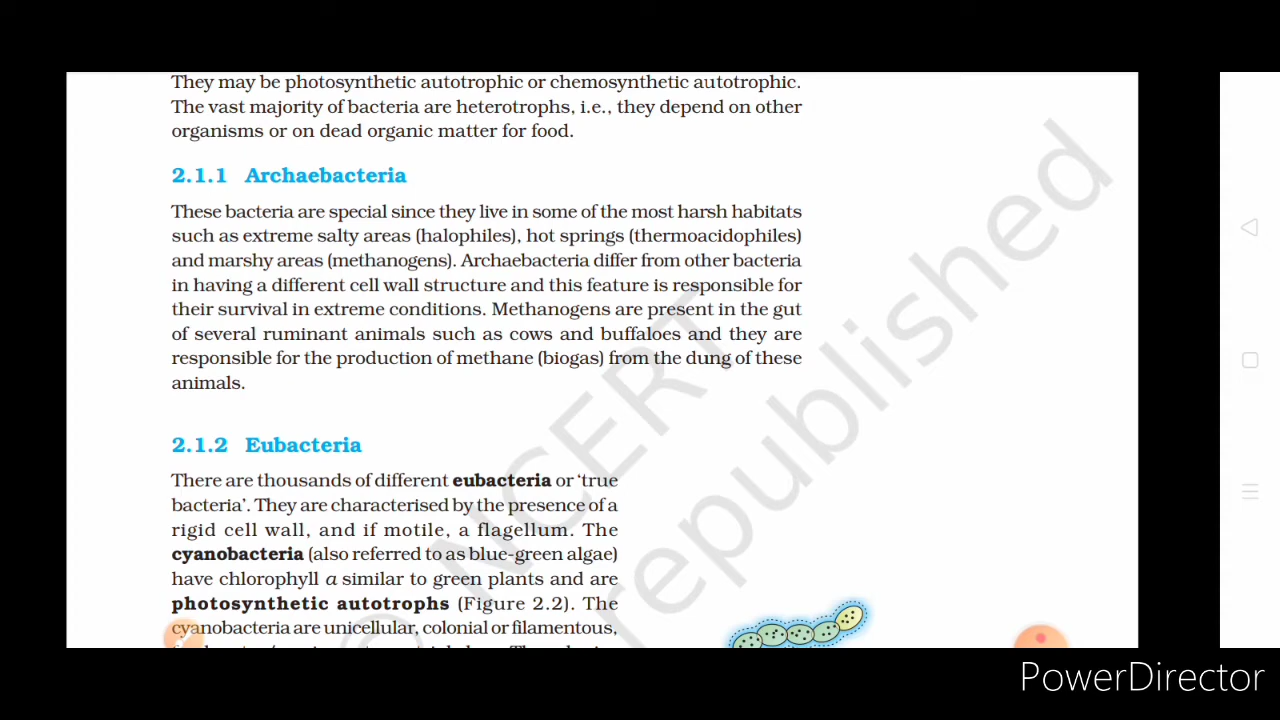 They may be photosynthetic autotrophic or chemosynthetic autotrophic.
The vast majority of bacteria are heterotrophs, i.e., they depend on other
organisms or on dead organic matter for food.
2.1.1 Archaebacteria
These bacteria are special since they live in some of the most harsh habitats
such as extreme salty areas (halophiles), hot springs (thermoacidophiles)
and marshy areas (methanogens). Archaebacteria differ from other bacteria
in having a different cell wall structure and this feature is responsible for
their survival in extreme conditions. Methanogens are present in the gut
of several ruminant animals such as cows and buffaloes and they are
responsible for the production of methane (biogas) from the dung of these
animals.
2.1.2 Eubacteria
There are thousands of different eubacteria or ‘true
bacteria’. They are characterised by the presence of a
rigid cell wall, and if motile, a flagellum. The
cyanobacteria (also referred to as blue-green algae)
have chlorophyll a similar to green plants and are
photosynthetic autotrophs (Figure 2.2). The
cyanobacteria are unicellular, colonial or filamentous,
© NCERT
republished
PowerDirector